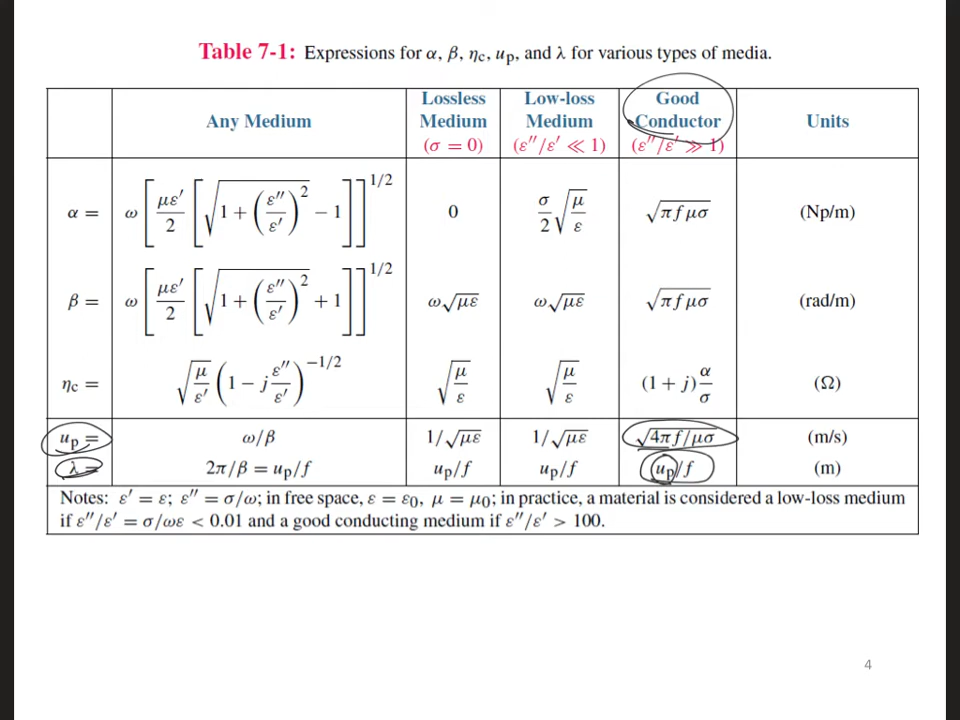 Table 7-1: Expressions for α, β, ηc, up, and λ for various types of media.
Any Medium
Lossless Medium (σ = 0)
Low-loss Medium (ε″/ε′ ≪ 1)
Good Conductor (ε″/ε′ ≫ 1)
Units
α = ω[με′/2[√(1 + (ε″/ε′)²) − 1]]^1/2 0 σ/2√(μ/ε) √(πfμσ) (Np/m)
β = ω[με′/2[√(1 + (ε″/ε′)²) + 1]]^1/2 ω√(με) ω√(με) √(πfμσ) (rad/m)
ηc = √(μ/ε′)(1 − jε″/ε′)^−1/2 √(μ/ε) √(μ/ε) (1 + j)α/σ (Ω)
up = ω/β 1/√(με) 1/√(με) √(4πf/μσ) (m/s)
λ = 2π/β = up/f up/f up/f up/f (m)
Notes: ε′ = ε; ε″ = σ/ω; in free space, ε = ε0, μ = μ0; in practice, a material is considered a low-loss medium
if ε″/ε′ = σ/ωε < 0.01 and a good conducting medium if ε″/ε′ > 100.
4